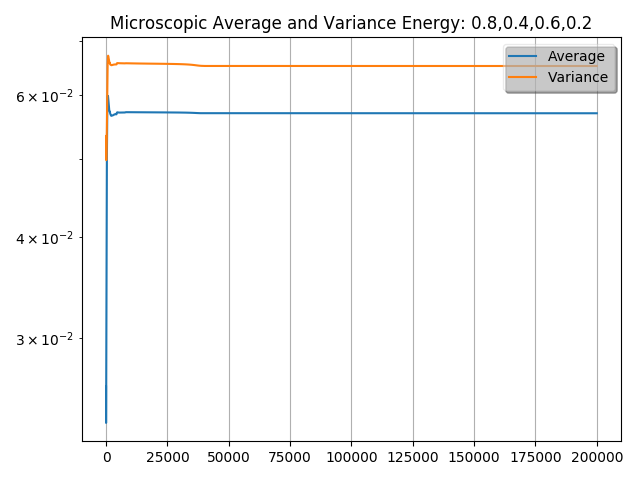 Microscopic Average and Variance Energy: 0.8,0.4,0.6,0.2
Average
Variance
6 × 10⁻²
4 × 10⁻²
3 × 10⁻²
0 25000 50000 75000 100000 125000 150000 175000 200000